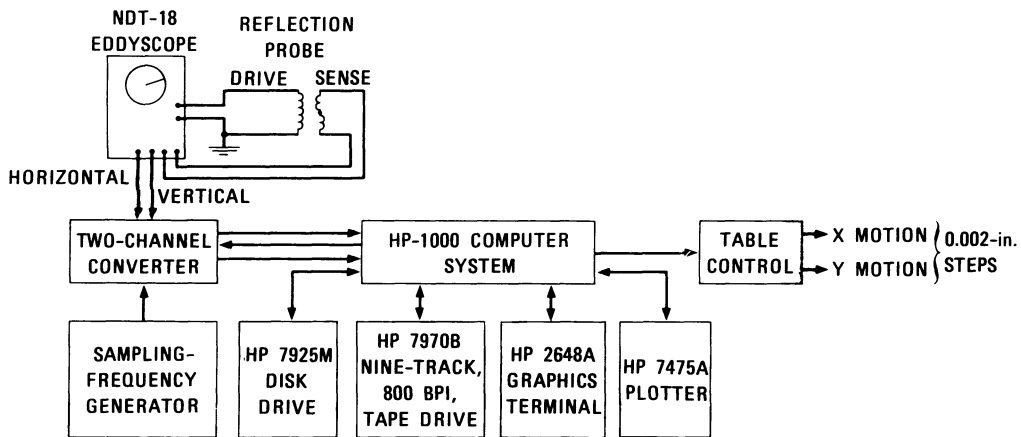 NDT-18
EDDYSCOPE
REFLECTION
PROBE
DRIVE
SENSE
HORIZONTAL
VERTICAL
TWO-CHANNEL
CONVERTER
HP-1000 COMPUTER
SYSTEM
TABLE
CONTROL
X MOTION
Y MOTION
0.002-in.
STEPS
SAMPLING-
FREQUENCY
GENERATOR
HP 7925M
DISK
DRIVE
HP 7970B
NINE-TRACK,
800 BPI,
TAPE DRIVE
HP 2648A
GRAPHICS
TERMINAL
HP 7475A
PLOTTER